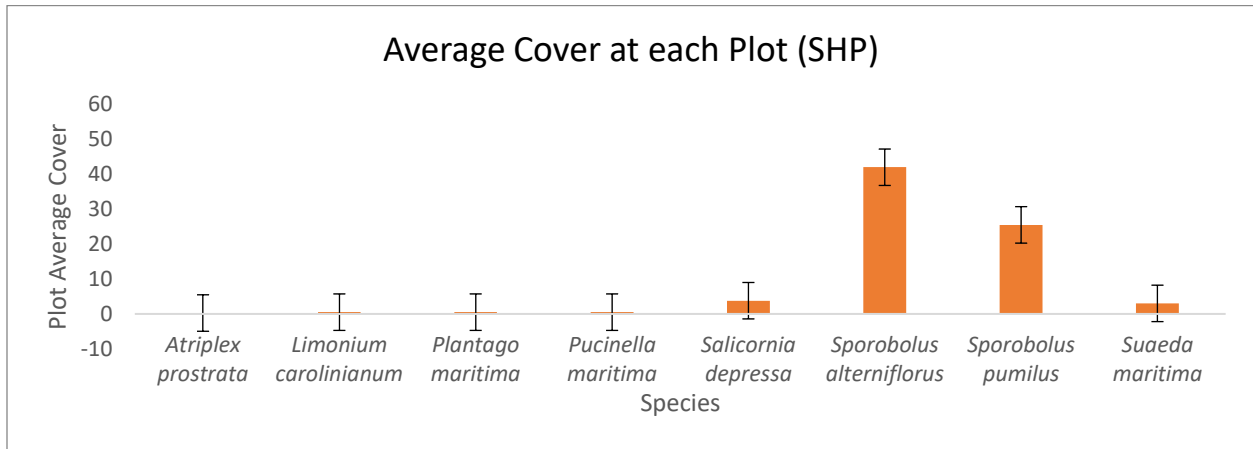 Average Cover at each Plot (SHP)
Plot Average Cover
60
50
40
30
20
10
0
-10
Atriplex prostrata
Limonium carolinianum
Plantago maritima
Pucinella maritima
Salicornia depressa
Sporobolus alterniflorus
Sporobolus pumilus
Suaeda maritima
Species